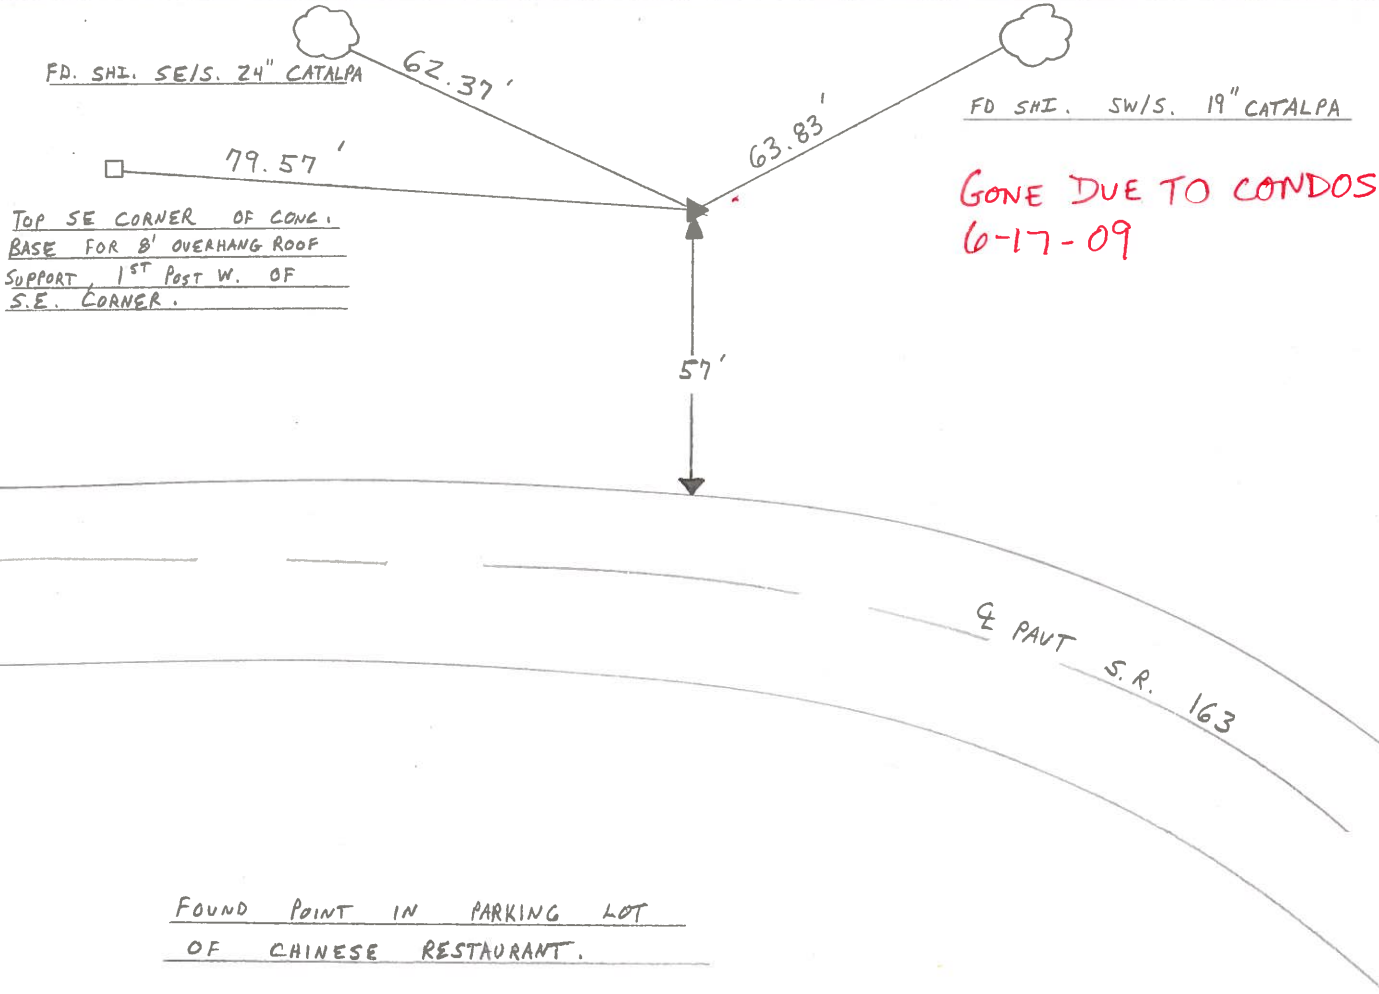 FD. SHI. SE/S. 24" CATALPA
62.37'
63.83'
FD SHI. SW/S. 19" CATALPA
79.57'
GONE DUE TO CONDOS
6-17-09
TOP SE CORNER OF CONC.
BASE FOR 8' OVERHANG ROOF
SUPPORT, 1ST POST W. OF
S.E. CORNER.
57'
℄ PAVT S.R. 163
FOUND POINT IN PARKING LOT
OF CHINESE RESTAURANT.